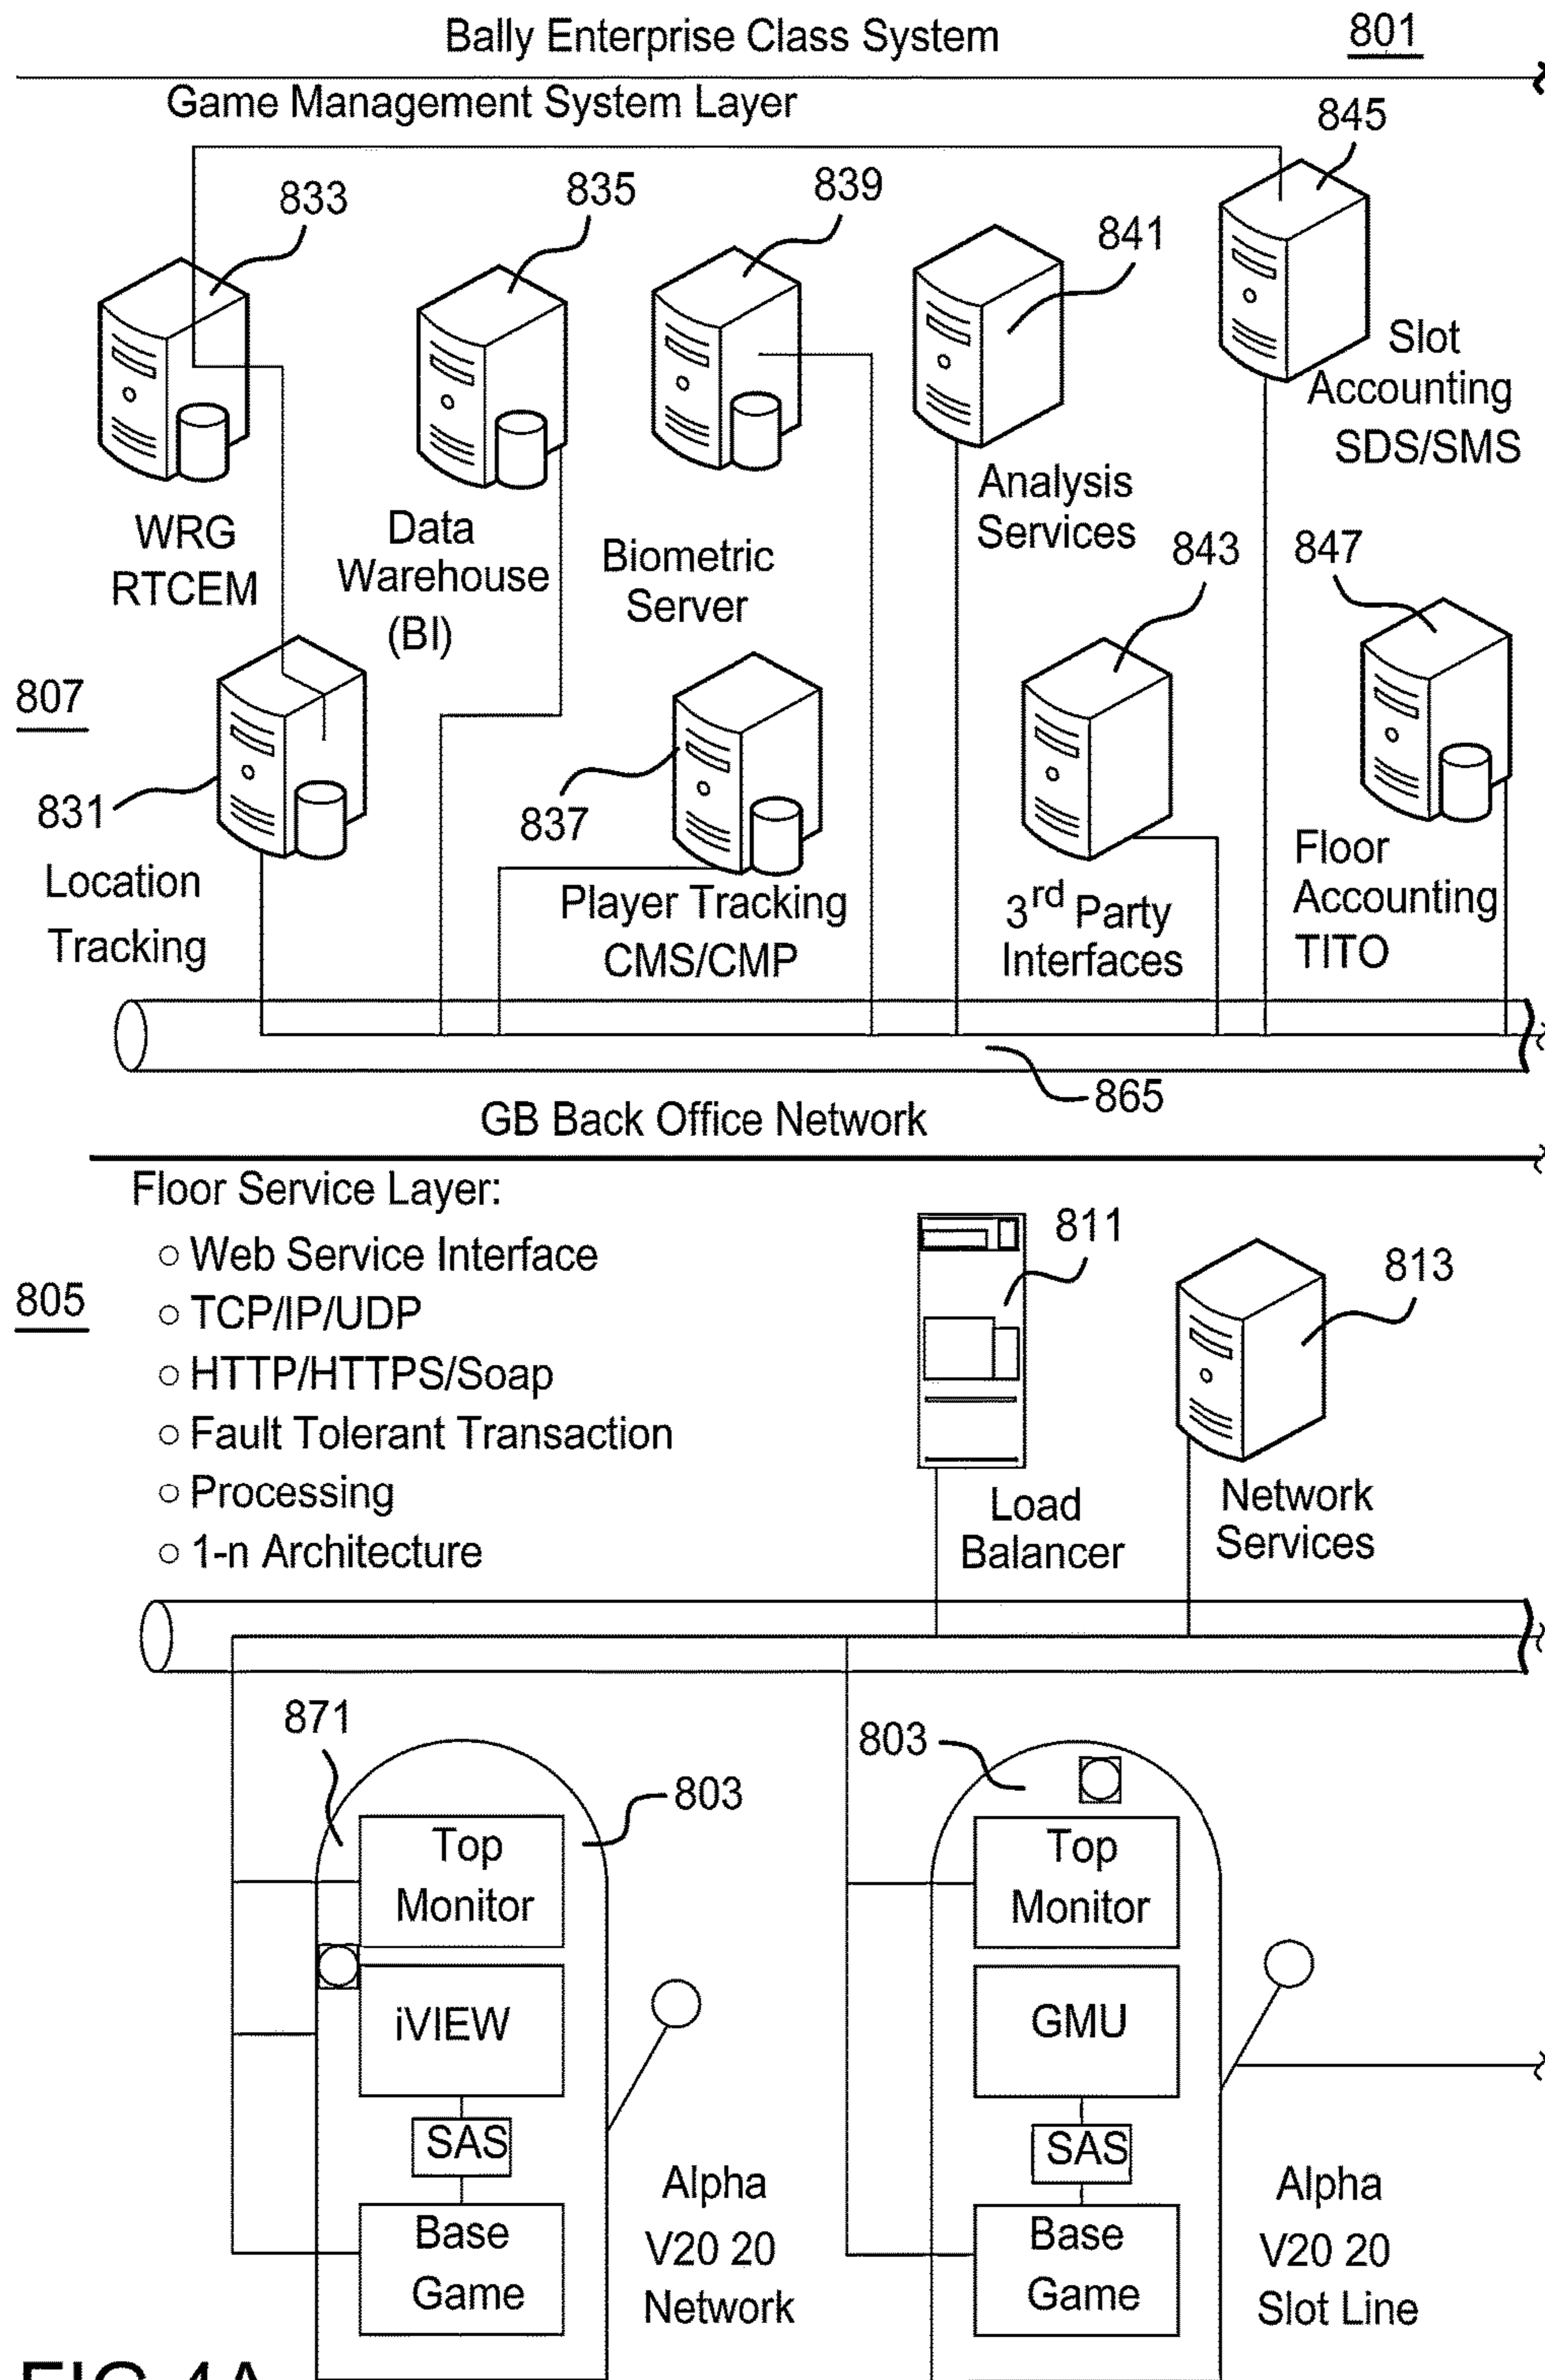 Bally Enterprise Class System
801
Game Management System Layer
845
833
835
839
841
Slot
Accounting
SDS/SMS
Analysis
Services
WRG
RTCEM
Data
Warehouse
(BI)
Biometric
Server
843
847
807
831
837
Location
Tracking
Player Tracking
CMS/CMP
3rd Party
Interfaces
Floor
Accounting
TITO
865
GB Back Office Network
Floor Service Layer:
○ Web Service Interface
○ TCP/IP/UDP
○ HTTP/HTTPS/Soap
○ Fault Tolerant Transaction
○ Processing
○ 1-n Architecture
805
811
813
Load
Balancer
Network
Services
871
803
803
Top
Monitor
iVIEW
SAS
Base
Game
Alpha
V20 20
Network
Top
Monitor
GMU
SAS
Base
Game
Alpha
V20 20
Slot Line
FIG.4A